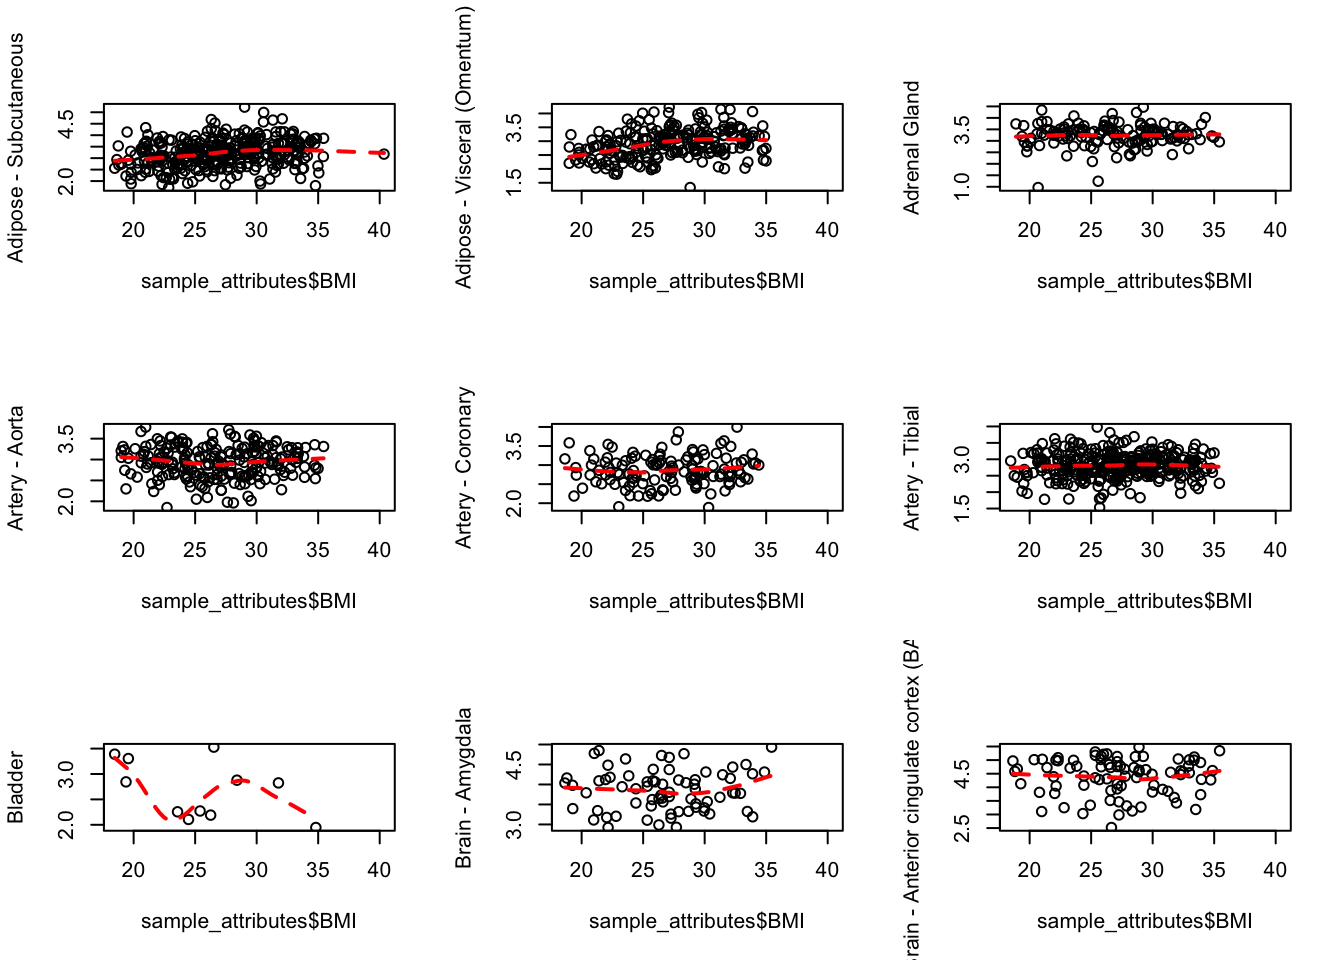 Adipose - Subcutaneous
2.0 4.5
20 25 30 35 40
sample_attributes$BMI
Adipose - Visceral (Omentum)
1.5 3.5
20 25 30 35 40
sample_attributes$BMI
Adrenal Gland
1.0 3.5
20 25 30 35 40
sample_attributes$BMI
Artery - Aorta
2.0 3.5
20 25 30 35 40
sample_attributes$BMI
Artery - Coronary
2.0 3.5
20 25 30 35 40
sample_attributes$BMI
Artery - Tibial
1.5 3.0
20 25 30 35 40
sample_attributes$BMI
Bladder
2.0 3.0
20 25 30 35 40
sample_attributes$BMI
Brain - Amygdala
3.0 4.5
20 25 30 35 40
sample_attributes$BMI
rain - Anterior cingulate cortex (BA
2.5 4.5
20 25 30 35 40
sample_attributes$BMI